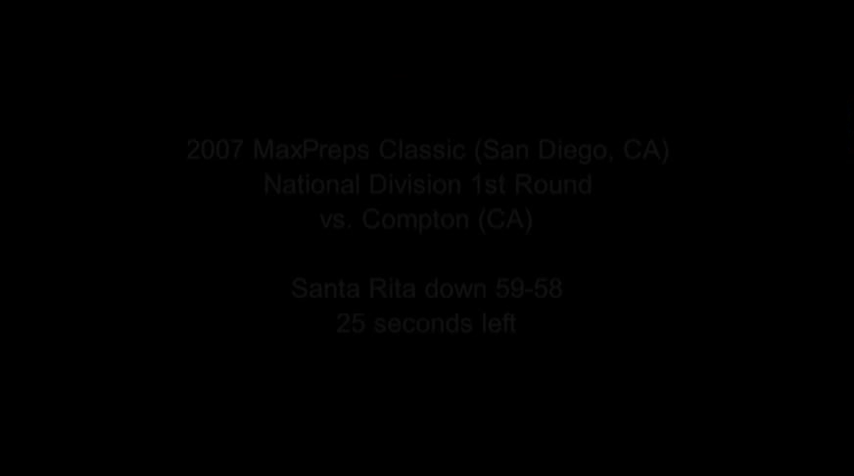 2007 MaxPreps Classic (San Diego, CA)
National Division 1st Round
vs. Compton (CA)
Santa Rita down 59-58
25 seconds left